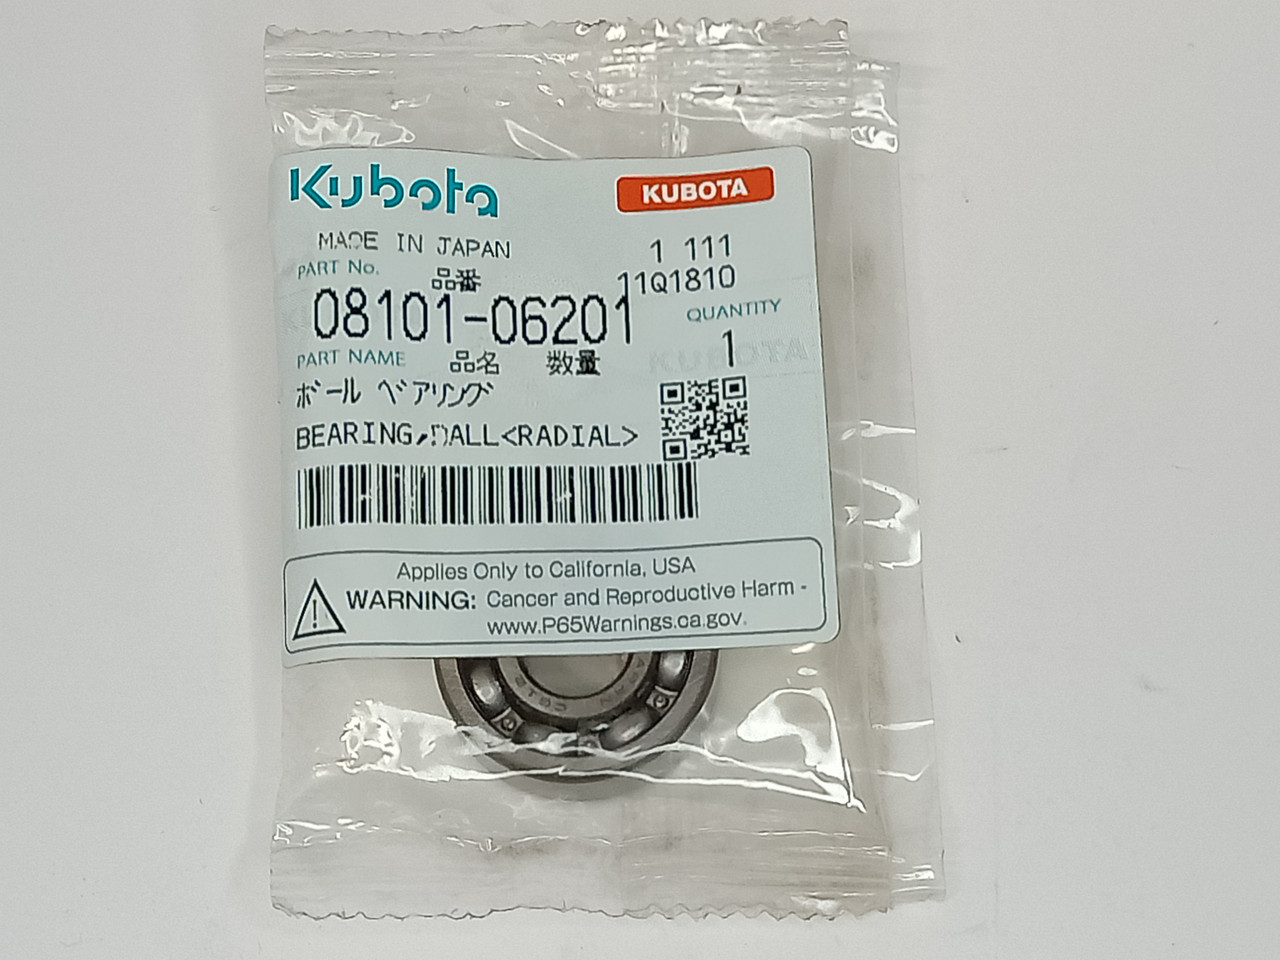 Kubota KUBOTA
MADE IN JAPAN 1 111
PART No. 品番 11Q1810
08101-06201 QUANTITY
PART NAME 品名 数量 1
ボール ベアリング
BEARING,BALL<RADIAL>
Applies Only to California, USA
WARNING: Cancer and Reproductive Harm -
www.P65Warnings.ca.gov.